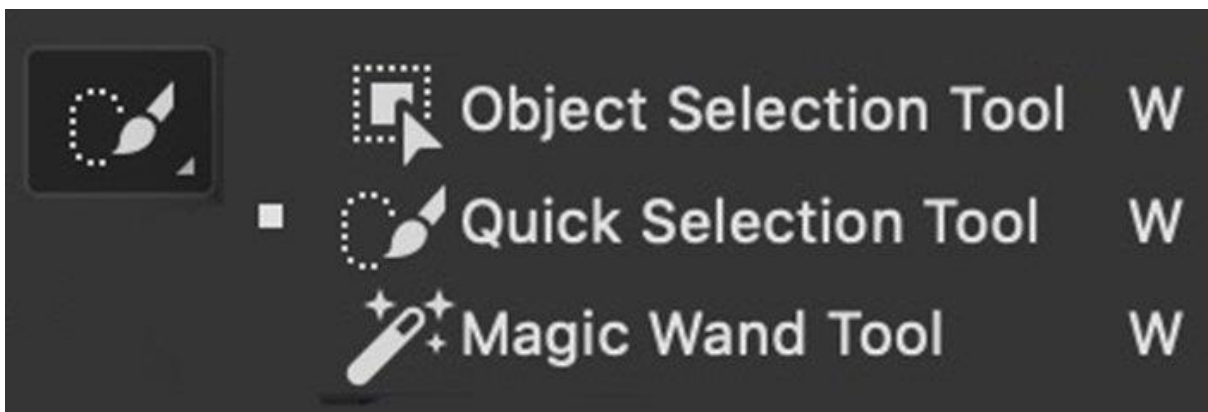 Object Selection Tool W
Quick Selection Tool W
Magic Wand Tool W